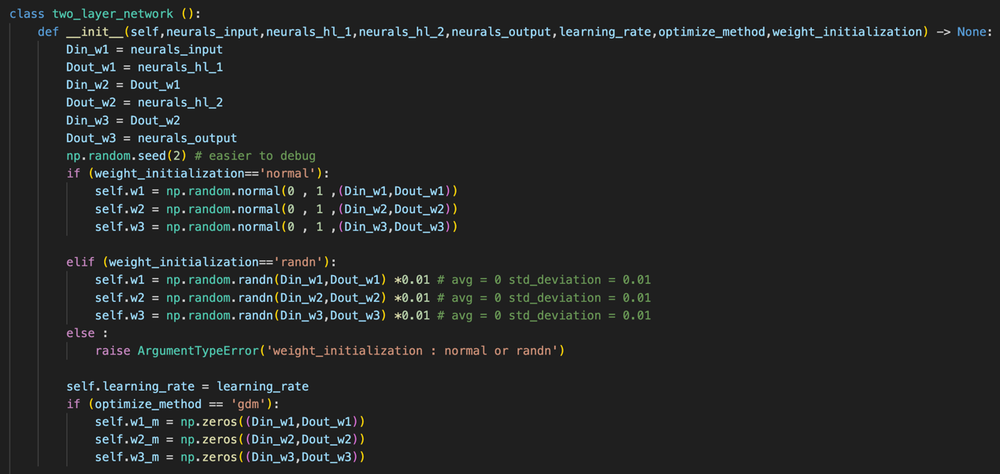 class two_layer_network ():
    def __init__(self,neurals_input,neurals_hl_1,neurals_hl_2,neurals_output,learning_rate,optimize_method,weight_initialization) -> None:
        Din_w1 = neurals_input
        Dout_w1 = neurals_hl_1
        Din_w2 = Dout_w1
        Dout_w2 = neurals_hl_2
        Din_w3 = Dout_w2
        Dout_w3 = neurals_output
        np.random.seed(2) # easier to debug
        if (weight_initialization=='normal'):
            self.w1 = np.random.normal(0 , 1 ,(Din_w1,Dout_w1))
            self.w2 = np.random.normal(0 , 1 ,(Din_w2,Dout_w2))
            self.w3 = np.random.normal(0 , 1 ,(Din_w3,Dout_w3))

        elif (weight_initialization=='randn'):
            self.w1 = np.random.randn(Din_w1,Dout_w1) *0.01 # avg = 0 std_deviation = 0.01
            self.w2 = np.random.randn(Din_w2,Dout_w2) *0.01 # avg = 0 std_deviation = 0.01
            self.w3 = np.random.randn(Din_w3,Dout_w3) *0.01 # avg = 0 std_deviation = 0.01
        else :
            raise ArgumentTypeError('weight_initialization : normal or randn')

        self.learning_rate = learning_rate
        if (optimize_method == 'gdm'):
            self.w1_m = np.zeros((Din_w1,Dout_w1))
            self.w2_m = np.zeros((Din_w2,Dout_w2))
            self.w3_m = np.zeros((Din_w3,Dout_w3))